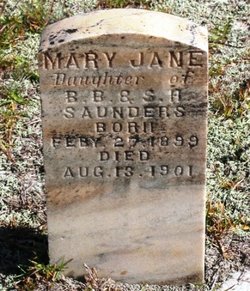 MARY JANE
Daughter of
B.B. & S.H.
SAUNDERS
BORN
FEBY. 27, 1899
DIED
AUG. 13, 1901